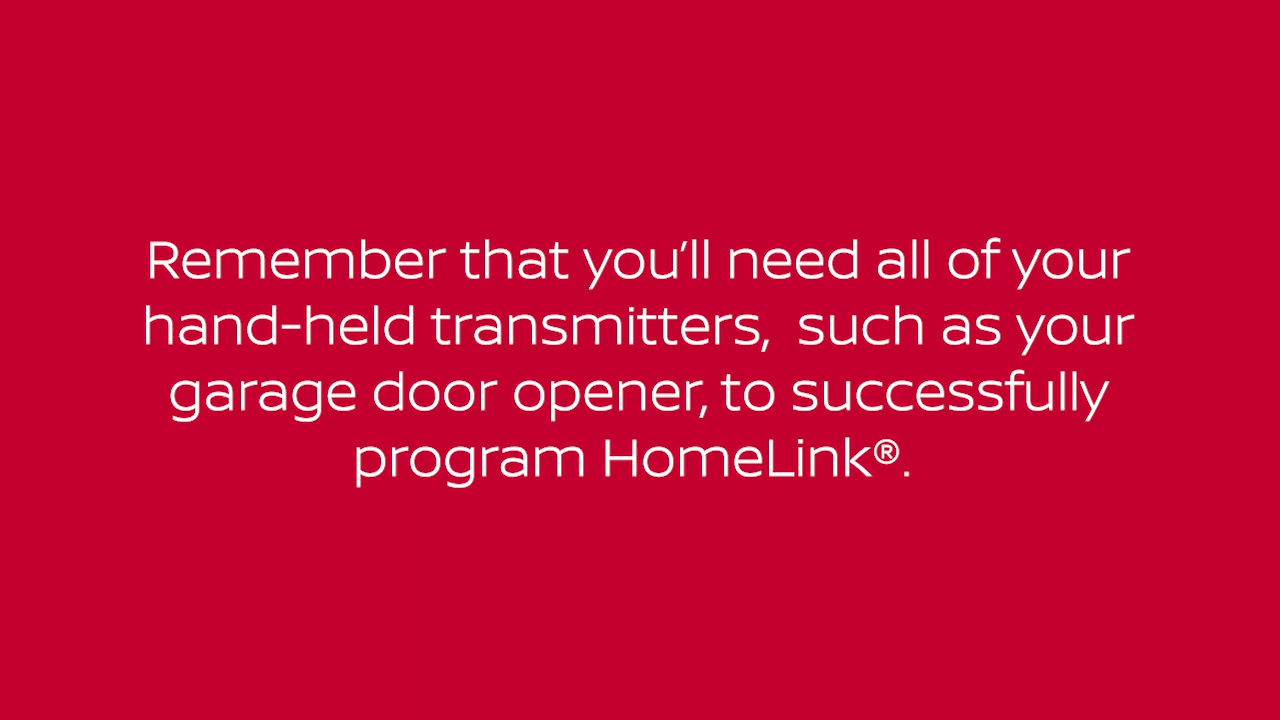 Remember that you’ll need all of your
hand-held transmitters,  such as your
garage door opener, to successfully
program HomeLink®.